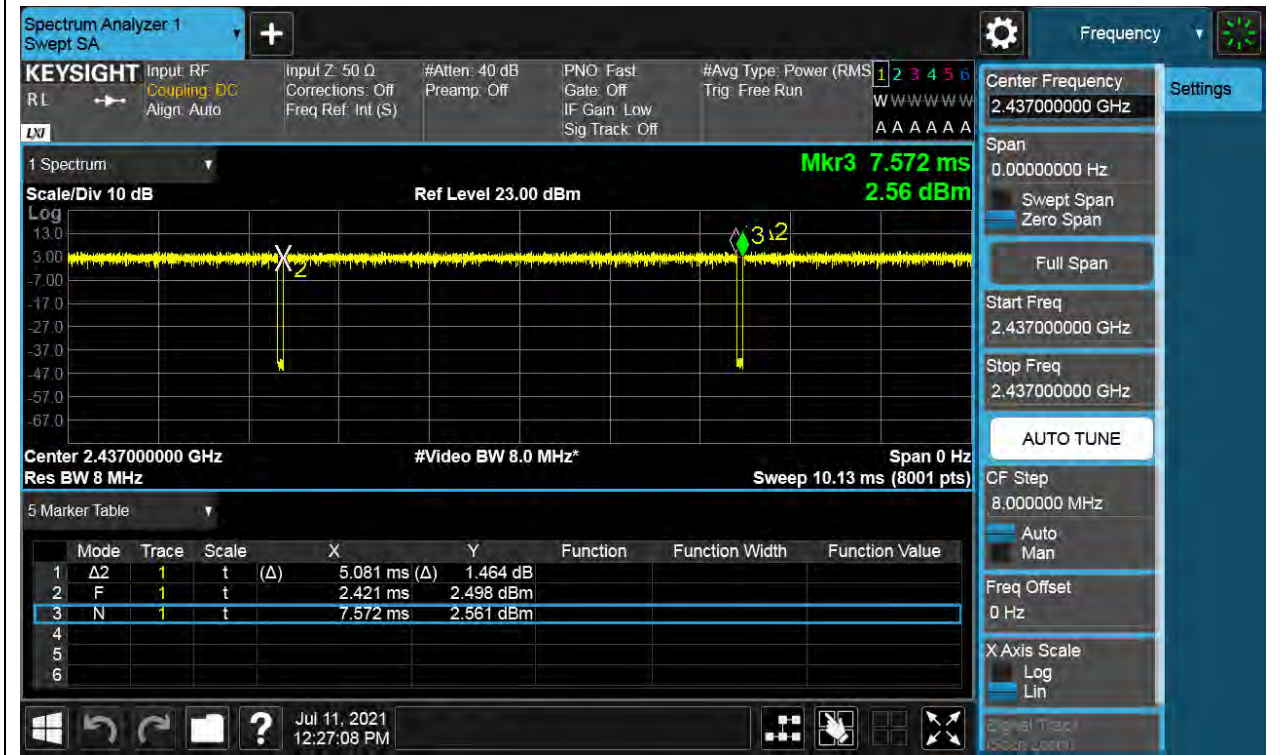 Spectrum Analyzer 1
Swept SA
+
Frequency
KEYSIGHT
RL
LXI
Input: RF
Coupling: DC
Align: Auto
Input Z: 50 Ω
Corrections: Off
Freq Ref: Int (S)
#Atten: 40 dB
Preamp: Off
PNO: Fast
Gate: Off
IF Gain: Low
Sig Track: Off
#Avg Type: Power (RMS
Trig: Free Run
1 2 3 4 5 6
W W W W W W
A A A A A A
1 Spectrum
Mkr3 7.572 ms
Scale/Div 10 dB
Ref Level 23.00 dBm
2.56 dBm
Log
13.0
3.00
-7.00
-17.0
-27.0
-37.0
-47.0
-57.0
-67.0
X2
3
Δ2
Center 2.437000000 GHz
#Video BW 8.0 MHz*
Span 0 Hz
Res BW 8 MHz
Sweep 10.13 ms (8001 pts)
5 Marker Table
Mode Trace Scale X Y Function Function Width Function Value
1 Δ2 1 t (Δ) 5.081 ms (Δ) 1.464 dB
2 F 1 t 2.421 ms 2.498 dBm
3 N 1 t 7.572 ms 2.561 dBm
4
5
6
Center Frequency
2.437000000 GHz
Settings
Span
0.00000000 Hz
Swept Span
Zero Span
Full Span
Start Freq
2.437000000 GHz
Stop Freq
2.437000000 GHz
AUTO TUNE
CF Step
8.000000 MHz
Auto
Man
Freq Offset
0 Hz
X Axis Scale
Log
Lin
Signal Track
(Span Zoom)
?
Jul 11, 2021
12:27:08 PM